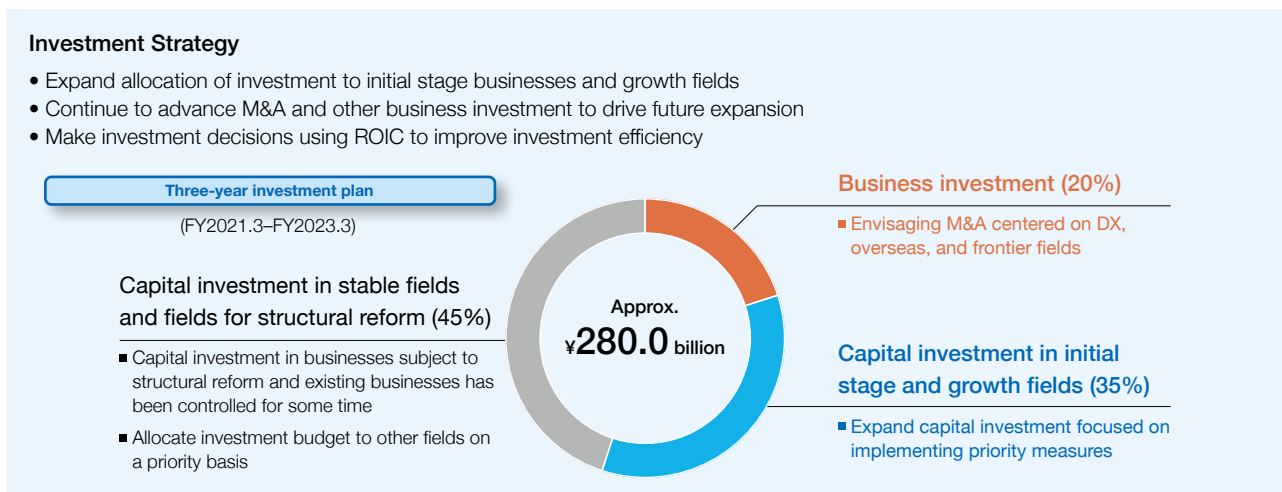 Investment Strategy
• Expand allocation of investment to initial stage businesses and growth fields
• Continue to advance M&A and other business investment to drive future expansion
• Make investment decisions using ROIC to improve investment efficiency
Three-year investment plan
(FY2021.3–FY2023.3)
Capital investment in stable fields
and fields for structural reform (45%)
■ Capital investment in businesses subject to
structural reform and existing businesses has
been controlled for some time
■ Allocate investment budget to other fields on
a priority basis
Approx.
¥280.0 billion
Business investment (20%)
■ Envisaging M&A centered on DX,
overseas, and frontier fields
Capital investment in initial
stage and growth fields (35%)
■ Expand capital investment focused on
implementing priority measures